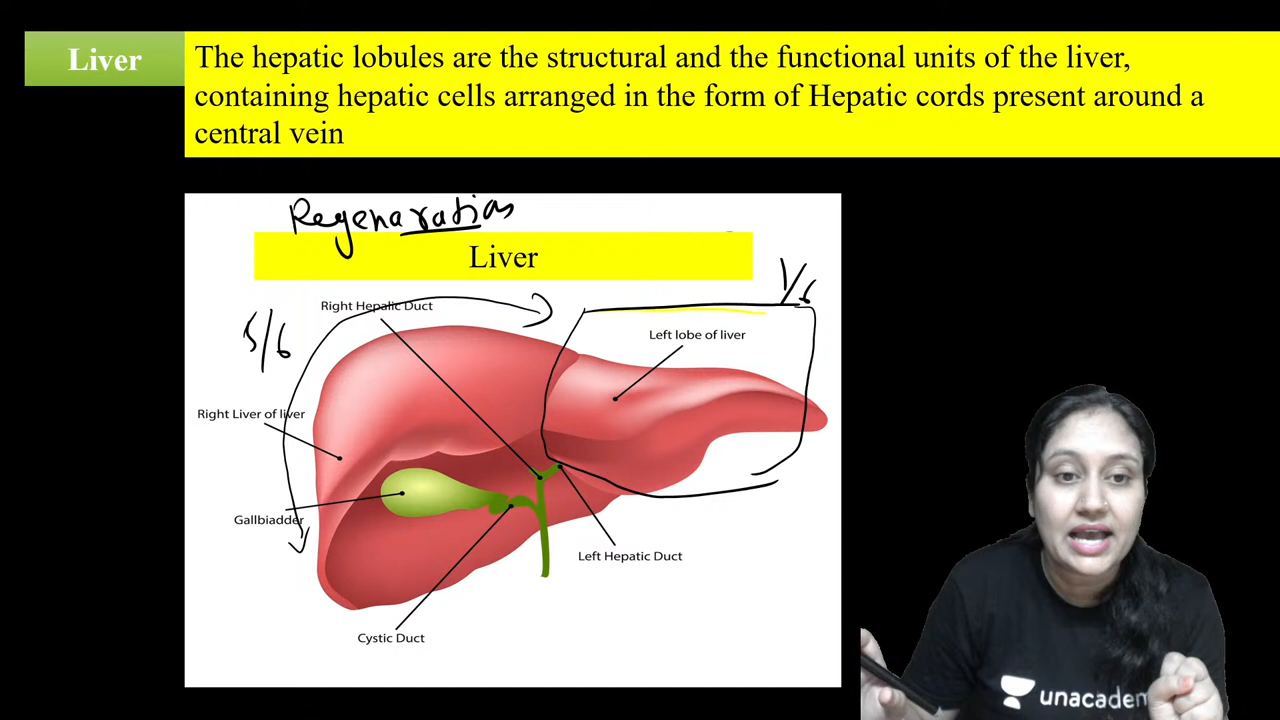 Liver
The hepatic lobules are the structural and the functional units of the liver,
containing hepatic cells arranged in the form of Hepatic cords present around a
central vein
Regenaration
Liver
1/6
Right Hepalic Duct
5/6
Left lobe of liver
Right Liver of liver
Gallbiadder
Left Hepatic Duct
Cystic Duct
unacadem